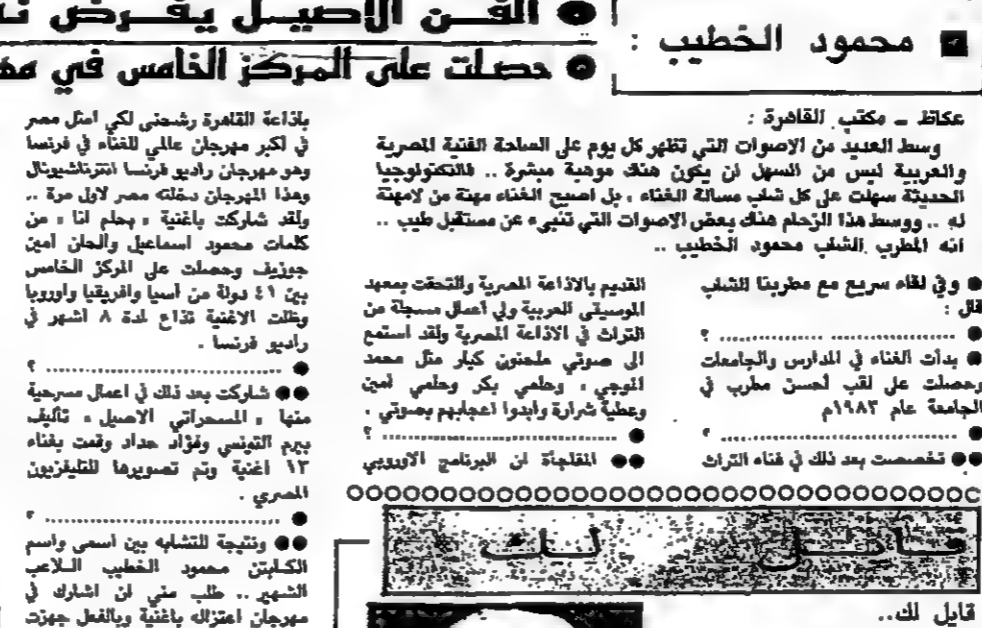 ■ محمود الخطيب :
● الفن الأصيل يفرض
● حصلت على المركز الخامس في
عكاظ - مكتب القاهرة :
وسط العديد من الاصوات التي تظهر كل يوم على الساحة الفنية المصرية
والعربية ليس من السهل ان يكون هناك موهبة مبشرة .. فالتكنولوجيا
الحديثة سهلت على كل شاب مسالة الغناء ، بل اصبح الغناء مهنة من لامهنة
له .. ووسط هذا الزحام هناك بعض الاصوات التي تنبىء عن مستقبل طيب ..
انه المطرب الشاب محمود الخطيب ..
● وفي لقاء سريع مع مطربنا الشاب
قال :
● ........................ ؟
● بدأت الغناء في المدارس والجامعات
وحصلت على لقب احسن مطرب في
الجامعة عام ١٩٨٣م
● ........................ ؟
●● تخصصت بعد ذلك في غناء التراث
القديم بالاذاعة المصرية والتحقت بمعهد
الموسيقى العربية ولي اعمال مسجلة من
التراث في الاذاعة المصرية ولقد استمع
الى صوتي ملحنون كبار مثل محمد
الموجي ، وحلمي بكر وحلمي امين
وعطية شرارة وابدوا اعجابهم بصوتي .
● ........................ ؟
●● المفاجأة ان البرنامج الاوروبي
باذاعة القاهرة رشحنى لكي امثل مصر
في اكبر مهرجان عالمي للغناء في فرنسا
وهو مهرجان راديو فرنسا انترناشيونال
وهذا المهرجان دخلته مصر لاول مرة ..
ولقد شاركت باغنية « بحلم انا » من
كلمات محمود اسماعيل والحان امين
جوزيف وحصلت على المركز الخامس
بين ٤١ دولة من آسيا وافريقيا واوروبا
وظلت الاغنية تذاع لمدة ٨ اشهر في
راديو فرنسا .
● ........................ ؟
●● شاركت بعد ذلك في اعمال مسرحية
منها « المسحراتي الاصيل » تأليف
بيرم التونسي وفؤاد حداد وقمت بغناء
١٣ اغنية وتم تصويرها للتليفزيون
المصري .
● ........................ ؟
●● ونتيجة للتشابه بين اسمى واسم
الكابتن محمود الخطيب اللاعب
الشهير .. طلب مني ان اشارك في
مهرجان اعتزاله باغنية وبالفعل جهزت
قايل لك
قايل لك..